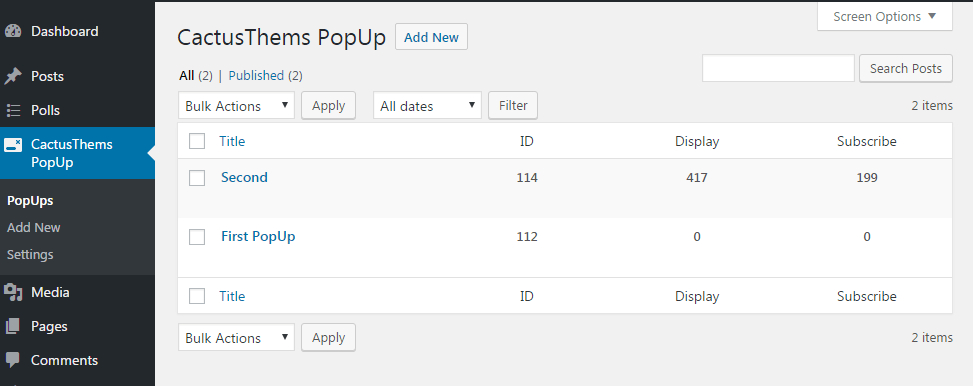 Screen Options ▼
Dashboard
Posts
Polls
CactusThems
PopUp
PopUps
Add New
Settings
Media
Pages
Comments
CactusThems PopUp Add New
All (2) | Published (2)
Search Posts
Bulk Actions Apply All dates Filter 2 items
Title ID Display Subscribe
Second 114 417 199
First PopUp 112 0 0
Title ID Display Subscribe
Bulk Actions Apply 2 items